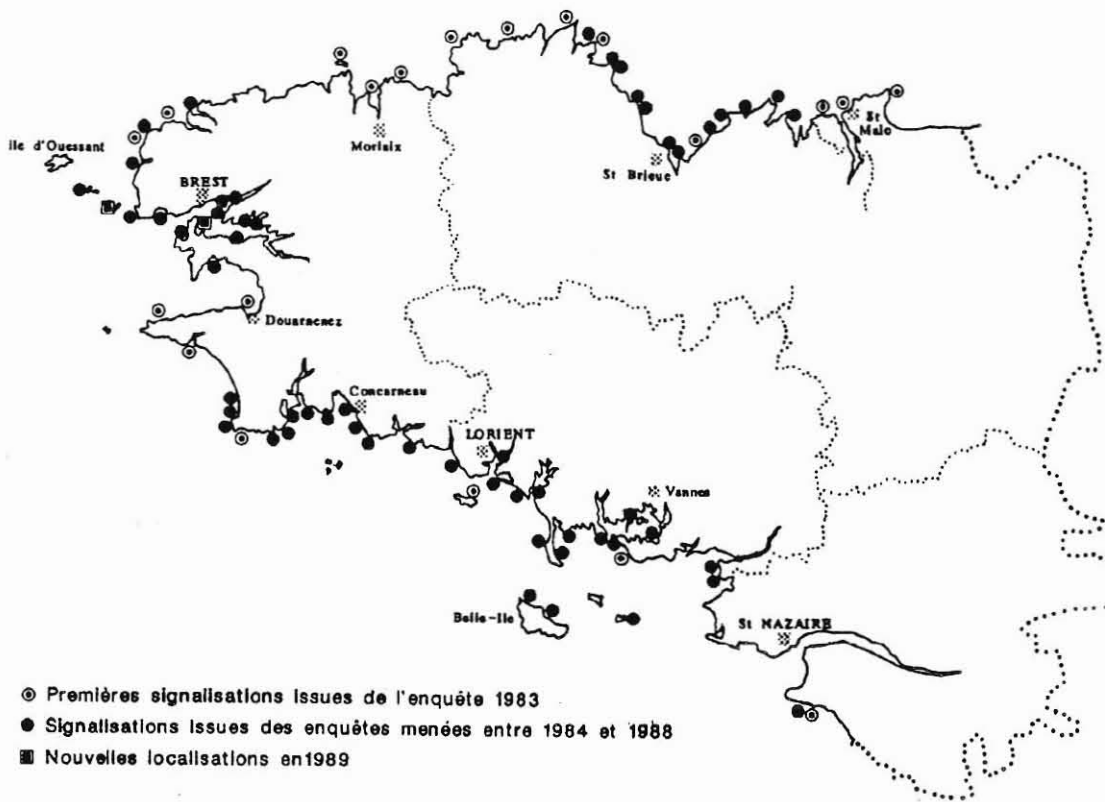 Ile d'Ouessant
BREST
Morlaix
St Brieuc
St
Malo
Douarnenez
Concarneau
LORIENT
Vannes
Belle-Ile
St NAZAIRE
Premières signalisations issues de l'enquête 1983
Signalisations issues des enquêtes menées entre 1984 et 1988
Nouvelles localisations en1989